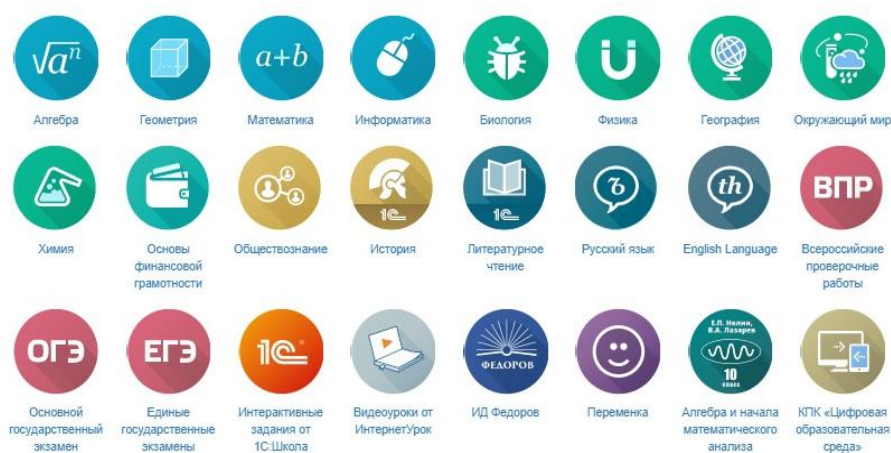 √aⁿ
a+b
Алгебра
Геометрия
Математика
Информатика
Биология
Физика
География
Окружающий мир
1С
1С
Ѣ
th
ВПР
Химия
Основы
финансовой
грамотности
Обществознание
История
Литературное
чтение
Русский язык
English Language
Всероссийские
проверочные
работы
ОГЭ
ЕГЭ
1С
ФЕДОРОВ
Е.П. Нелин,
В.А. Лазарев
10
класс
Основной
государственный
экзамен
Единые
государственные
экзамены
Интерактивные
задания от
1С:Школа
Видеоуроки от
ИнтернетУрок
ИД Федоров
Переменка
Алгебра и начала
математического
анализа
КПК «Цифровая
образовательная
среда»